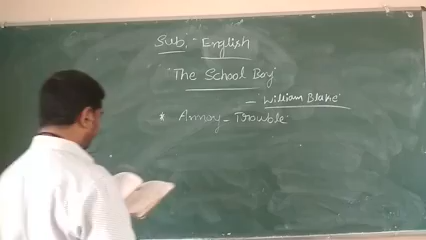 Sub:- English
"The School Boy"
- William Blake
* Annoy - Trouble